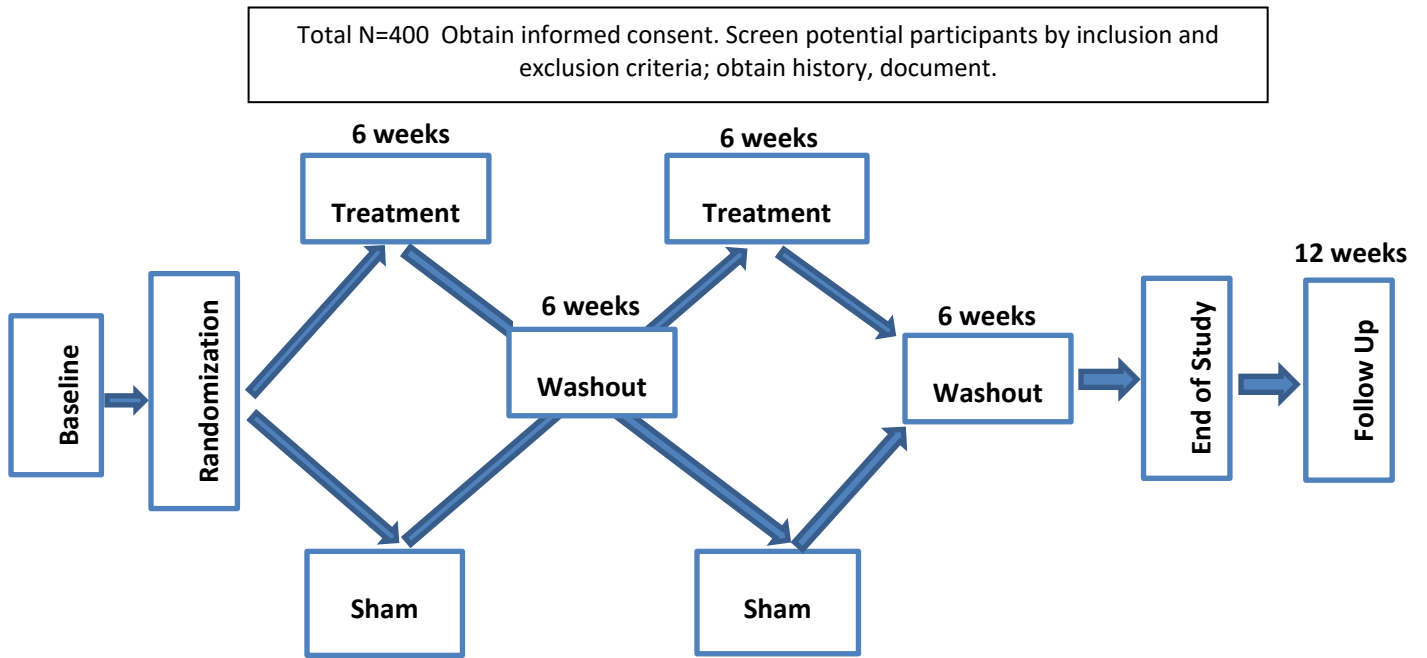 Total N=400  Obtain informed consent. Screen potential participants by inclusion and
exclusion criteria; obtain history, document.
Baseline
Randomization
6 weeks
Treatment
Sham
6 weeks
Washout
6 weeks
Treatment
Sham
6 weeks
Washout
End of Study
12 weeks
Follow Up